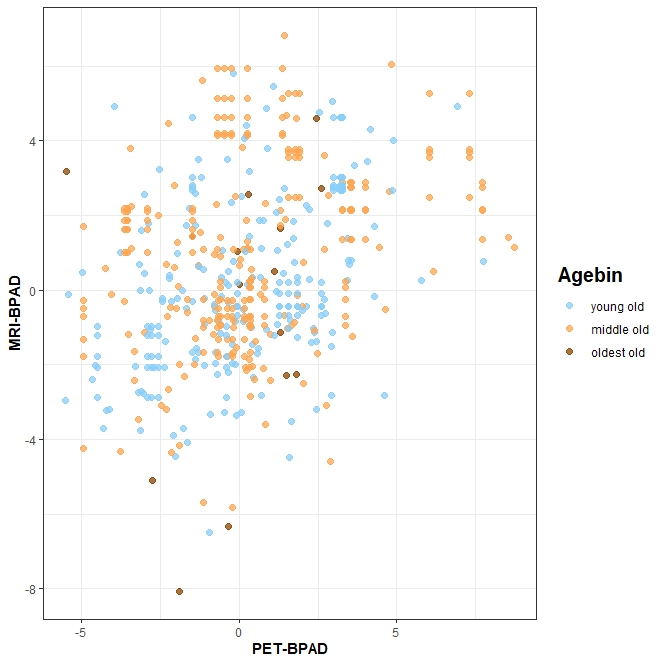 4
0
-4
-8
MRI-BPAD
-5
0
5
PET-BPAD
Agebin
young old
middle old
oldest old